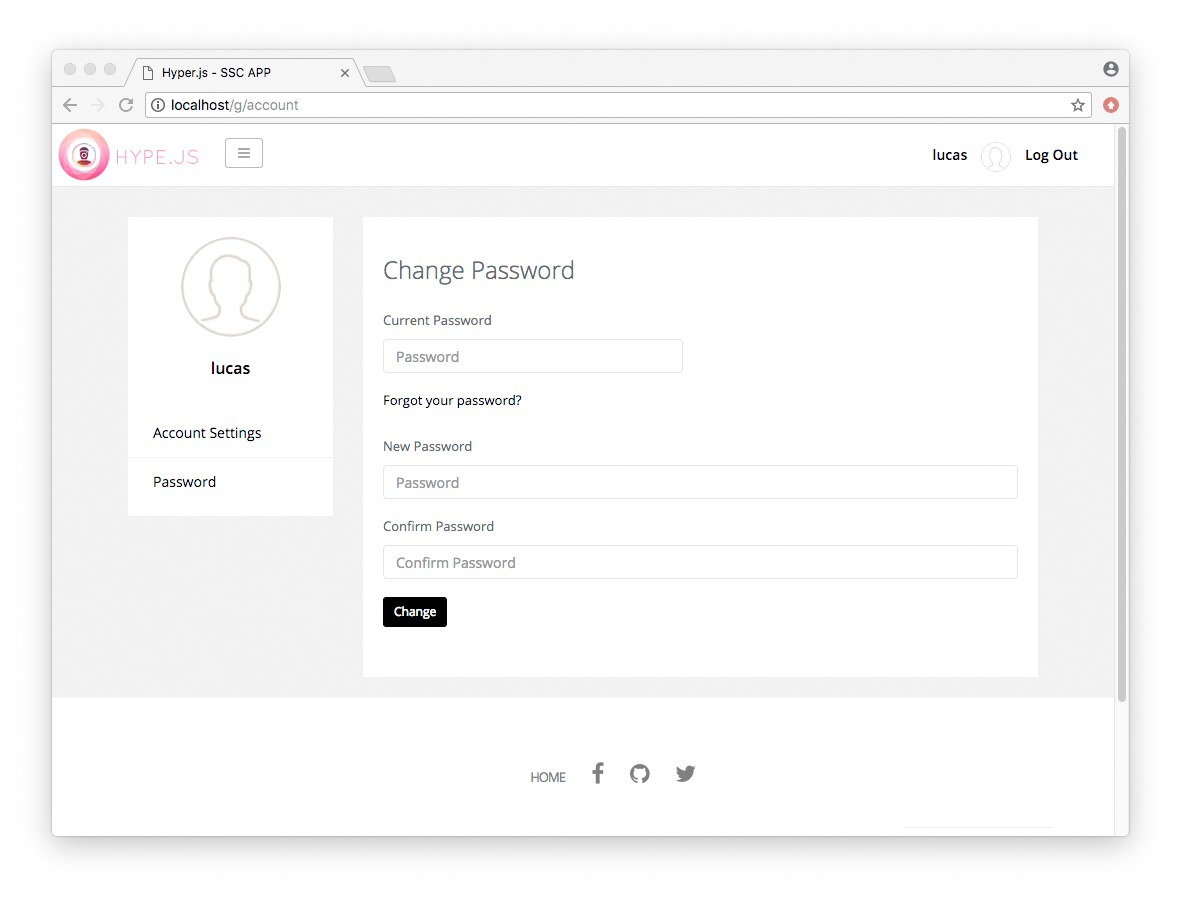 Hyper.js - SSC APP
localhost/g/account
HYPE.JS
lucas
Log Out
lucas
Account Settings
Password
Change Password
Current Password
Password
Forgot your password?
New Password
Password
Confirm Password
Confirm Password
Change
HOME